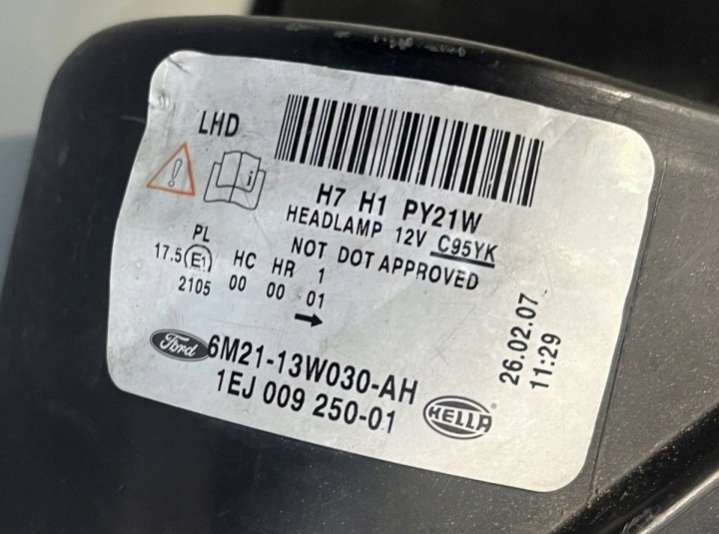 LHD
H7 H1 PY21W
HEADLAMP 12V C95YK
NOT DOT APPROVED
PL
17.5 E1 HC HR 1
2105 00 00 01
Ford 6M21-13W030-AH
1EJ 009 250-01
HELLA
26.02.07
11:29
i